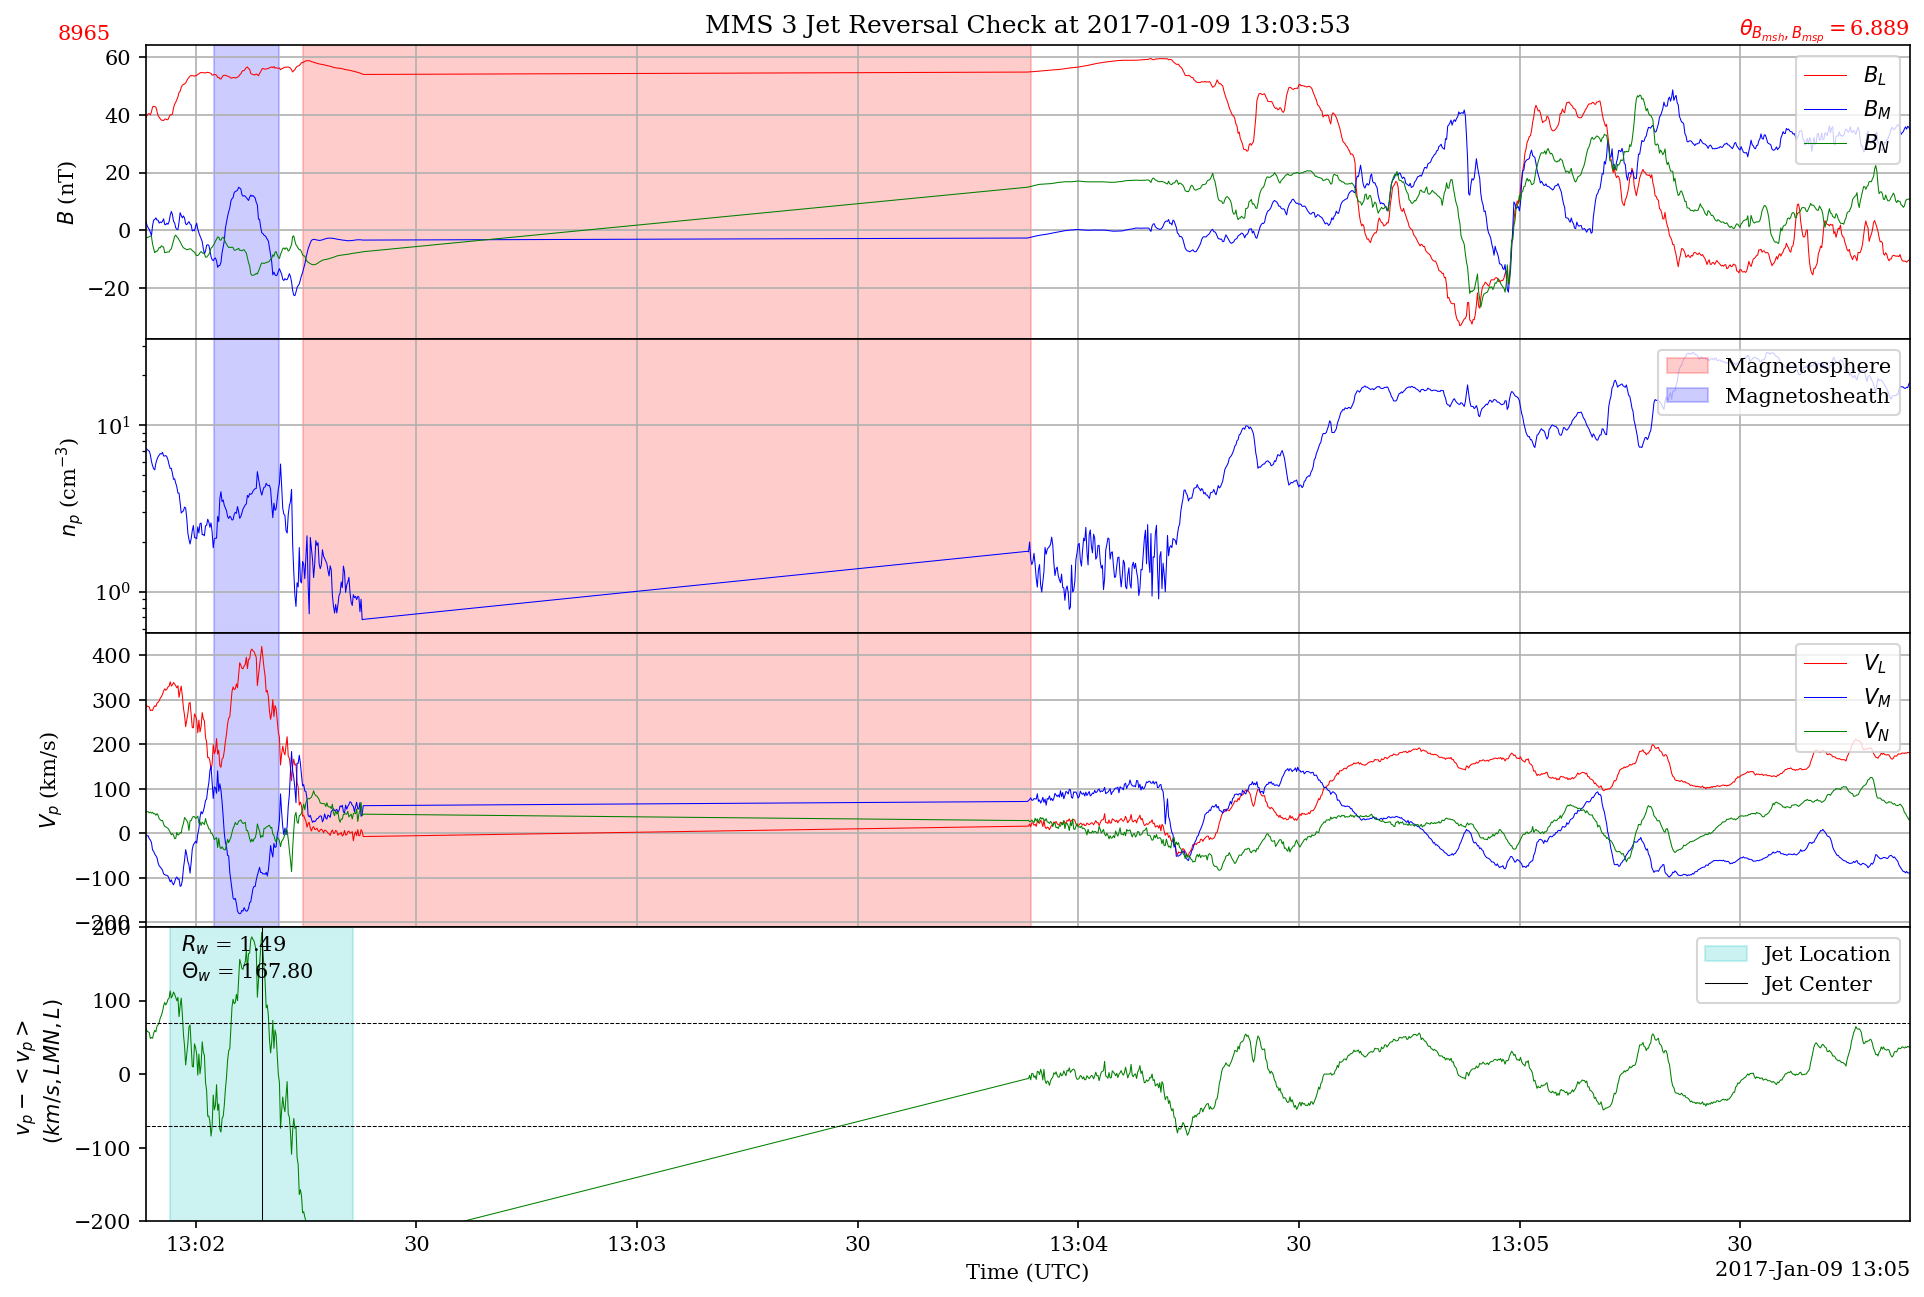 MMS 3 Jet Reversal Check at 2017-01-09 13:03:53
8965
θ_{B_{msh}, B_{msp}} = 6.889
60
40
20
0
−20
B (nT)
B_L
B_M
B_N
10^1
10^0
n_p (cm^{−3})
Magnetosphere
Magnetosheath
400
300
200
100
0
−100
−200
V_p (km/s)
V_L
V_M
V_N
200
100
0
−100
−200
v_p − < v_p >
(km/s, LMN, L)
R_w = 1.49
Θ_w = 167.80
Jet Location
Jet Center
13:02
30
13:03
30
13:04
30
13:05
30
Time (UTC)
2017-Jan-09 13:05